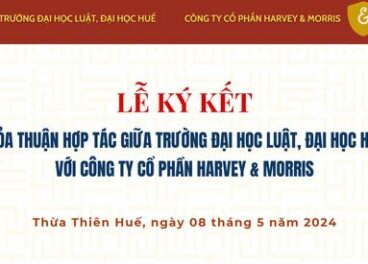 TRƯỜNG ĐẠI HỌC LUẬT, ĐẠI HỌC HUẾ CÔNG TY CỔ PHẦN HARVEY & MORRIS &
LỄ KÝ KẾT
THUẬN HỢP TÁC GIỮA TRƯỜNG ĐẠI HỌC LUẬT, ĐẠI HỌC
VỚI CÔNG TY CỔ PHẦN HARVEY & MORRIS
Thừa Thiên Huế, ngày 08 tháng 5 năm 2024